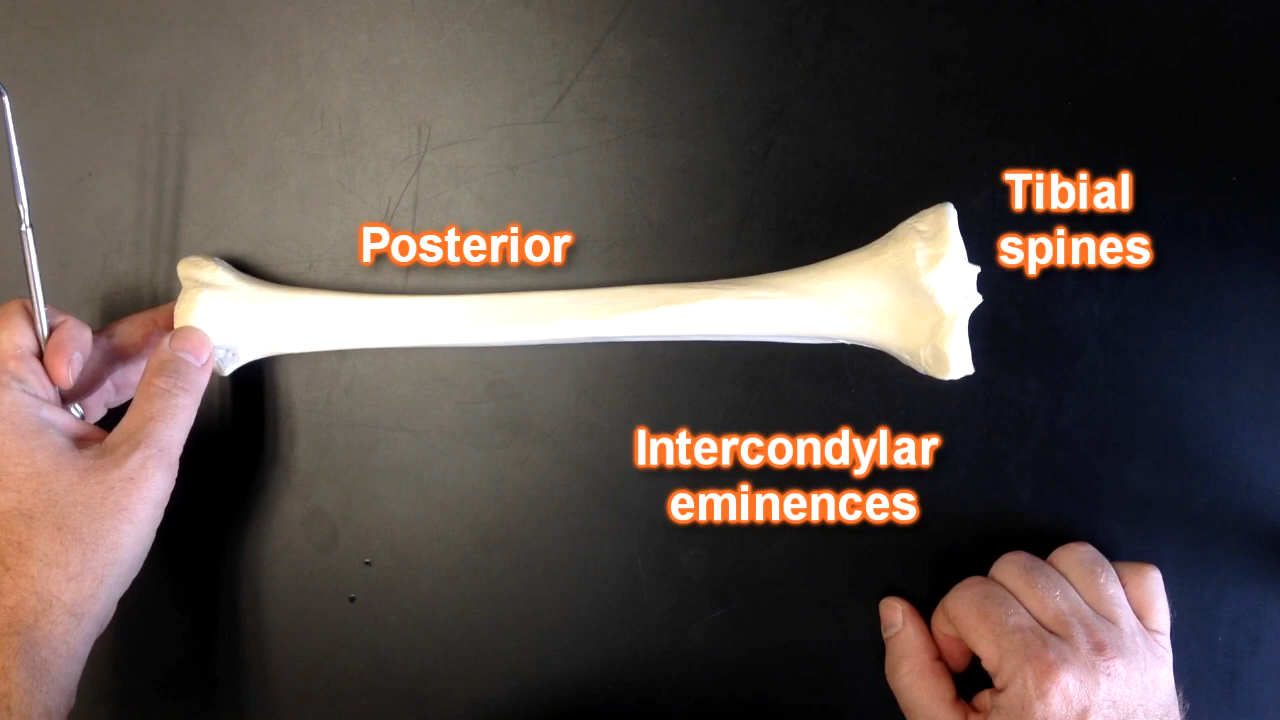 Tibial
spines
Posterior
Intercondylar
eminences